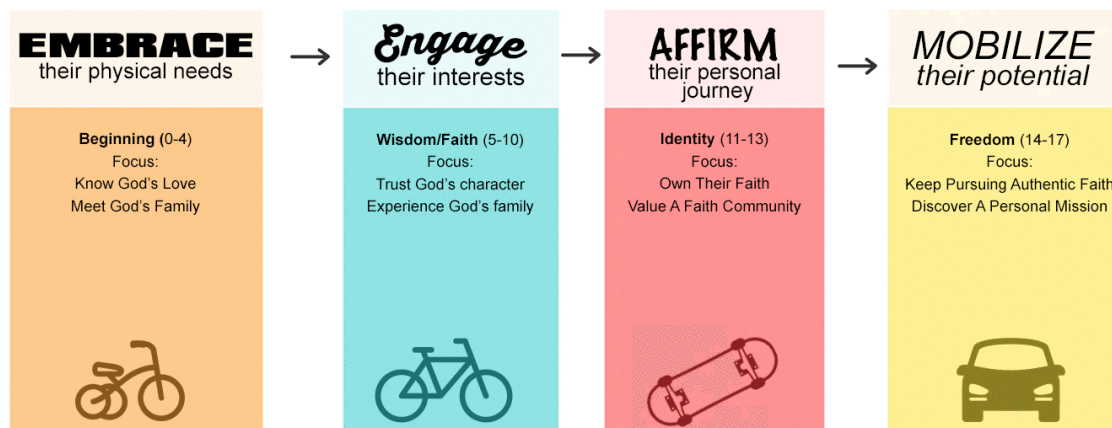 EMBRACE
their physical needs
Beginning (0-4)
Focus:
Know God's Love
Meet God's Family
Engage
their interests
Wisdom/Faith (5-10)
Focus:
Trust God's character
Experience God's family
AFFIRM
their personal
journey
Identity (11-13)
Focus:
Own Their Faith
Value A Faith Community
MOBILIZE
their potential
Freedom (14-17)
Focus:
Keep Pursuing Authentic Faith
Discover A Personal Mission